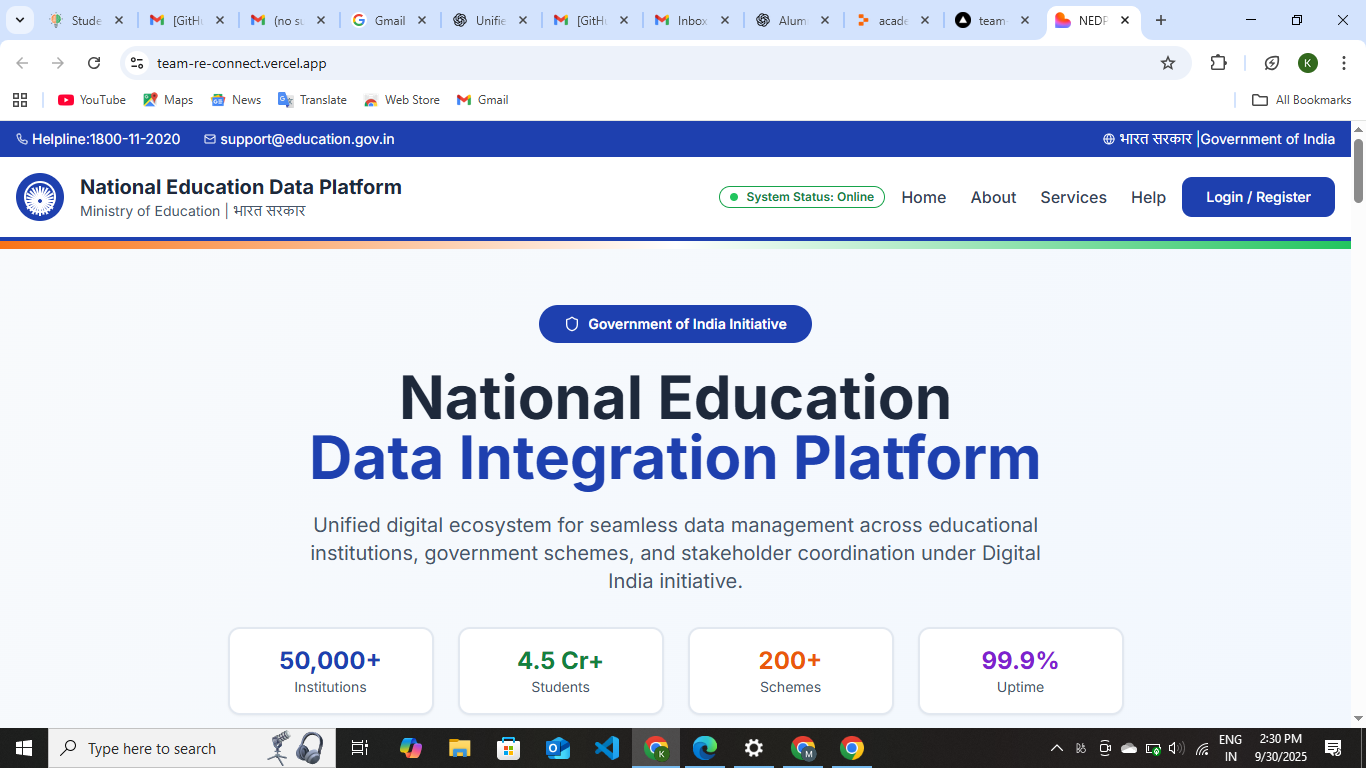 Stude
[GitHu
(no su
Gmail
Unifie
[GitHu
Inbox
Alum
acade
team-
NEDP
team-re-connect.vercel.app
K
YouTube
Maps
News
Translate
Web Store
Gmail
All Bookmarks
Helpline:1800-11-2020
support@education.gov.in
भारत सरकार |Government of India
National Education Data Platform
Ministry of Education | भारत सरकार
System Status: Online
Home
About
Services
Help
Login / Register
Government of India Initiative
National Education
Data Integration Platform
Unified digital ecosystem for seamless data management across educational
institutions, government schemes, and stakeholder coordination under Digital
India initiative.
50,000+
Institutions
4.5 Cr+
Students
200+
Schemes
99.9%
Uptime
Type here to search
K
M
ENG
IN
2:30 PM
9/30/2025